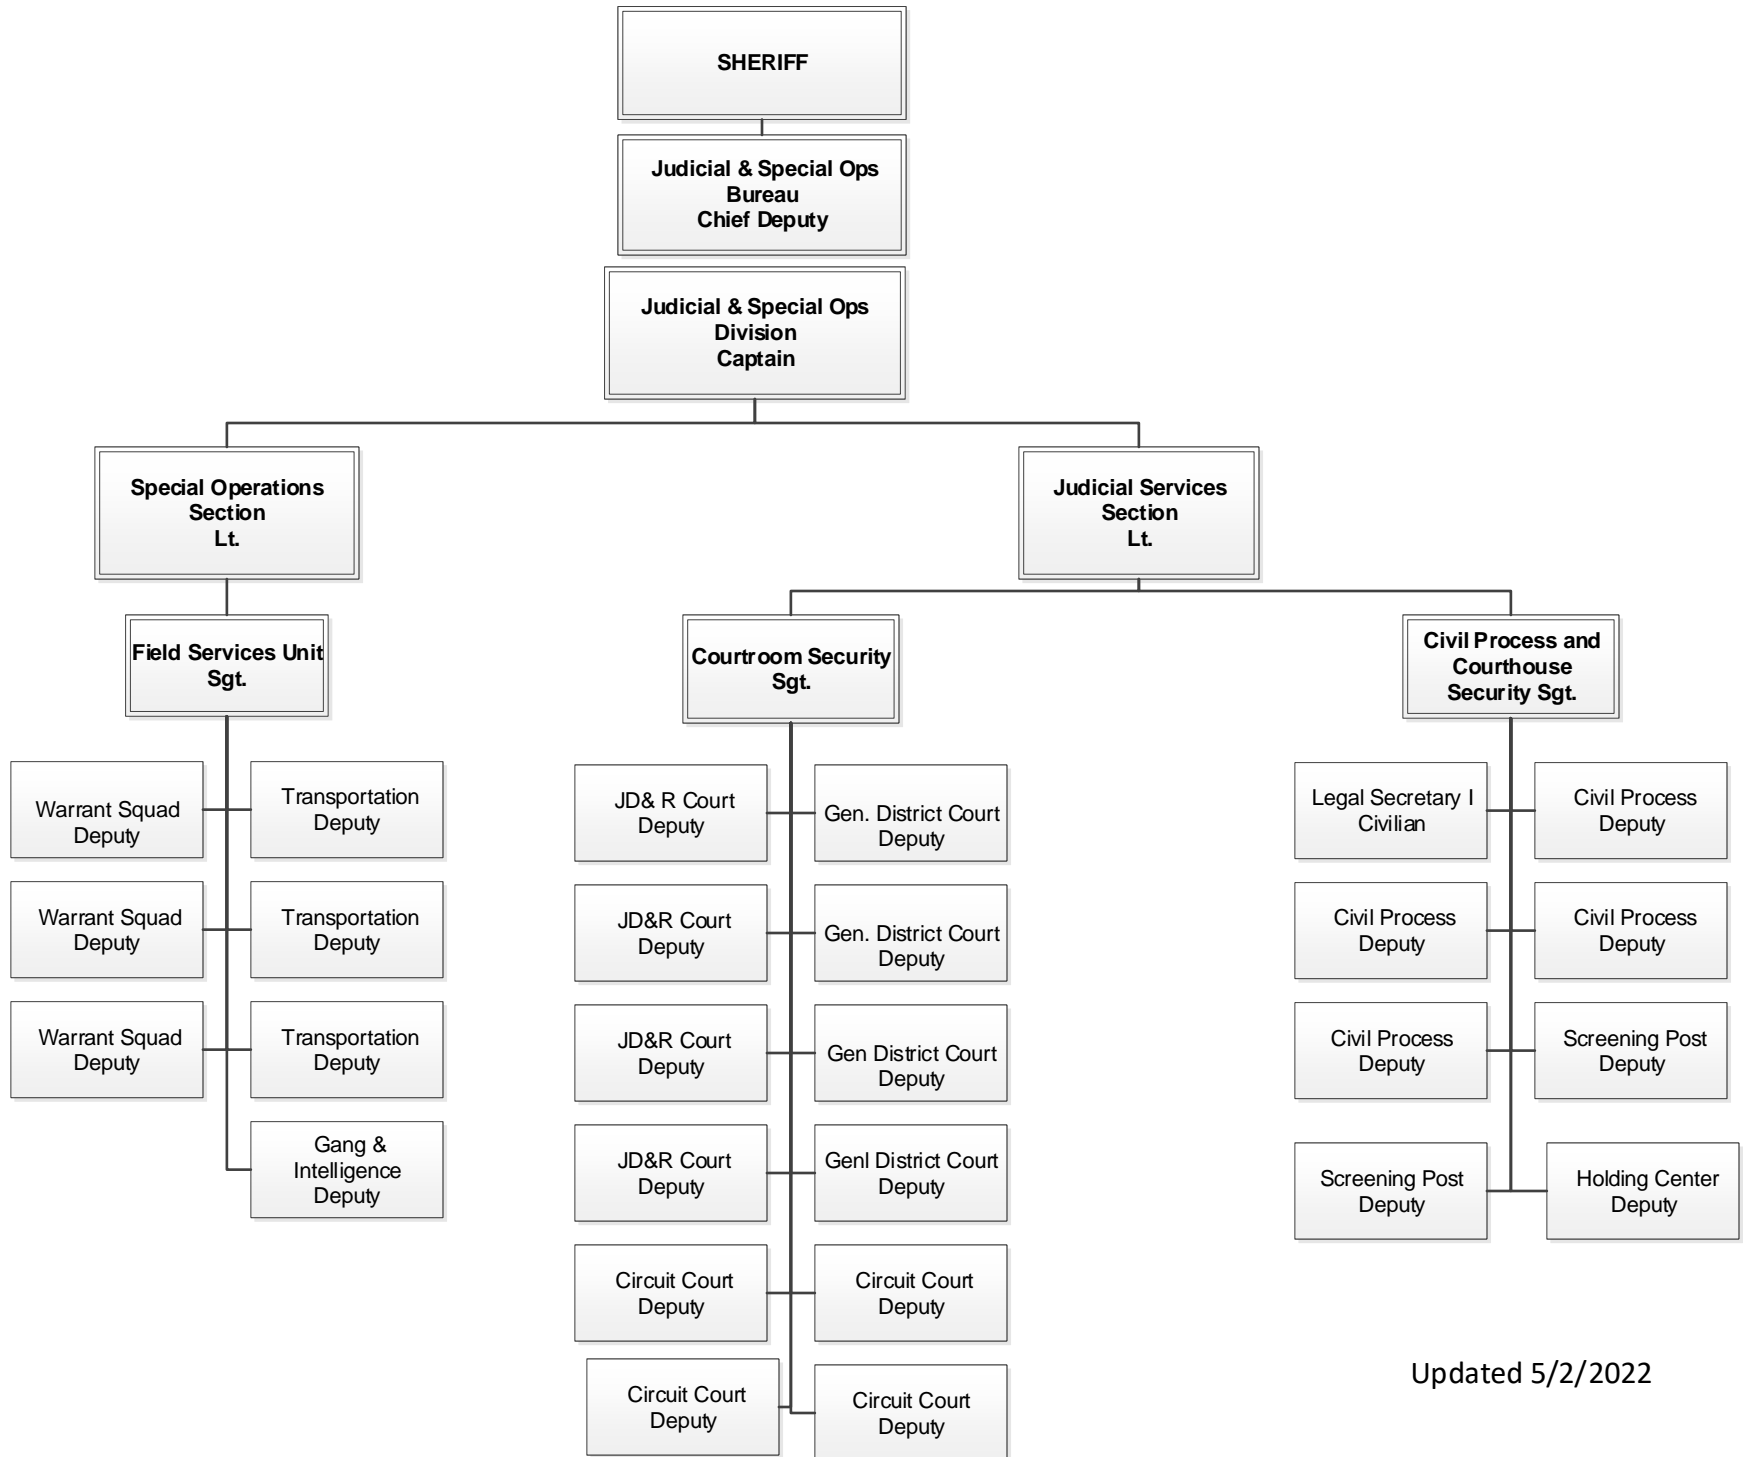 SHERIFF
Judicial & Special Ops
Bureau
Chief Deputy
Judicial & Special Ops
Division
Captain
Special Operations
Section
Lt.
Judicial Services
Section
Lt.
Field Services Unit
Sgt.
Courtroom Security
Sgt.
Civil Process and
Courthouse
Security Sgt.
Warrant Squad
Deputy
Transportation
Deputy
Warrant Squad
Deputy
Transportation
Deputy
Warrant Squad
Deputy
Transportation
Deputy
Gang &
Intelligence
Deputy
JD& R Court
Deputy
Gen. District Court
Deputy
JD&R Court
Deputy
Gen. District Court
Deputy
JD&R Court
Deputy
Gen District Court
Deputy
JD&R Court
Deputy
Genl District Court
Deputy
Circuit Court
Deputy
Circuit Court
Deputy
Circuit Court
Deputy
Circuit Court
Deputy
Legal Secretary I
Civilian
Civil Process
Deputy
Civil Process
Deputy
Civil Process
Deputy
Civil Process
Deputy
Screening Post
Deputy
Screening Post
Deputy
Holding Center
Deputy
Updated 5/2/2022